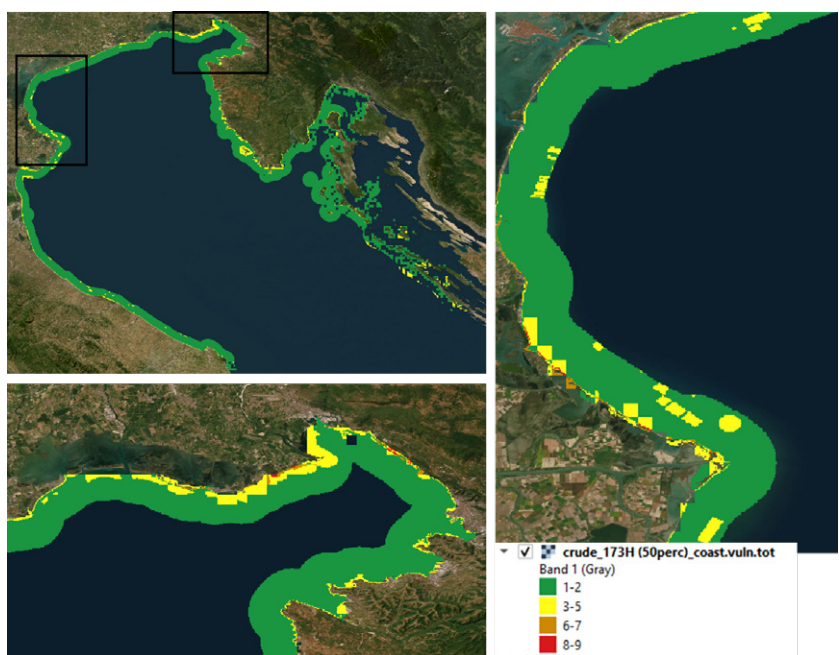 crude_173H (50perc)_coast.vuln.tot
Band 1 (Gray)
1-2
3-5
6-7
8-9